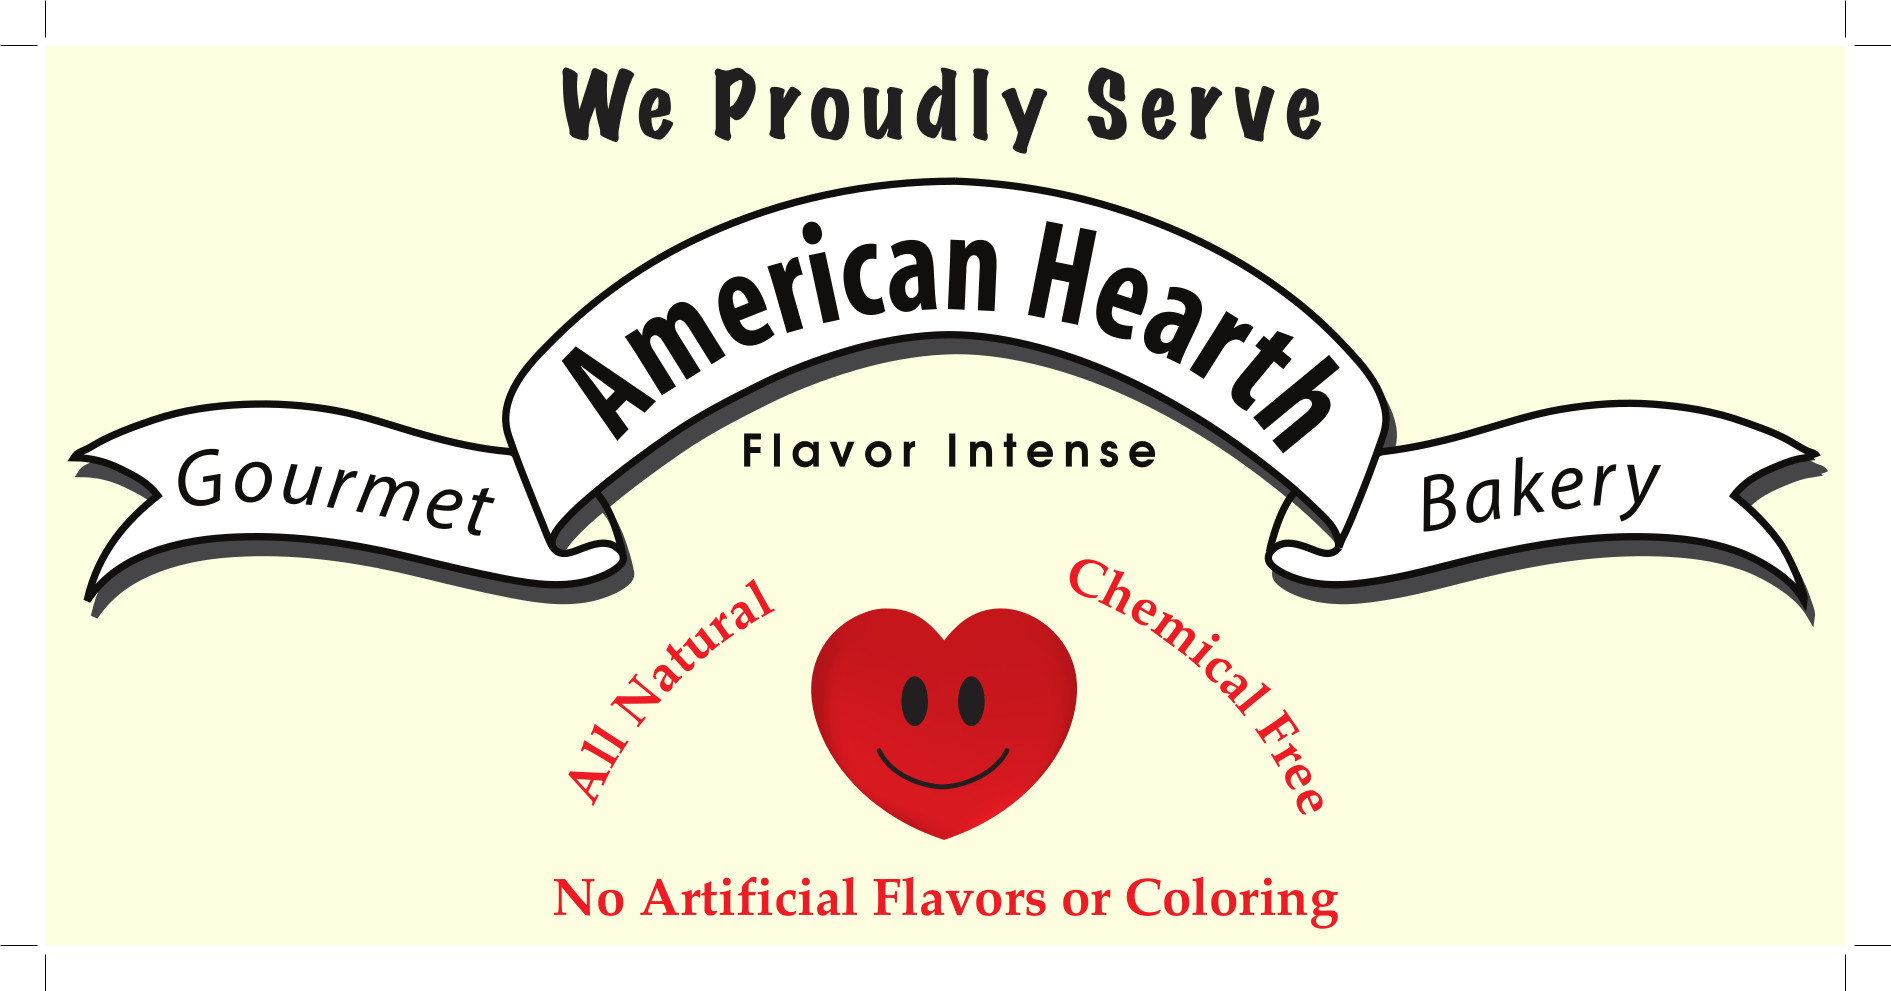 We Proudly Serve
American Hearth
Gourmet
Flavor Intense
Bakery
All Natural
Chemical Free
No Artificial Flavors or Coloring